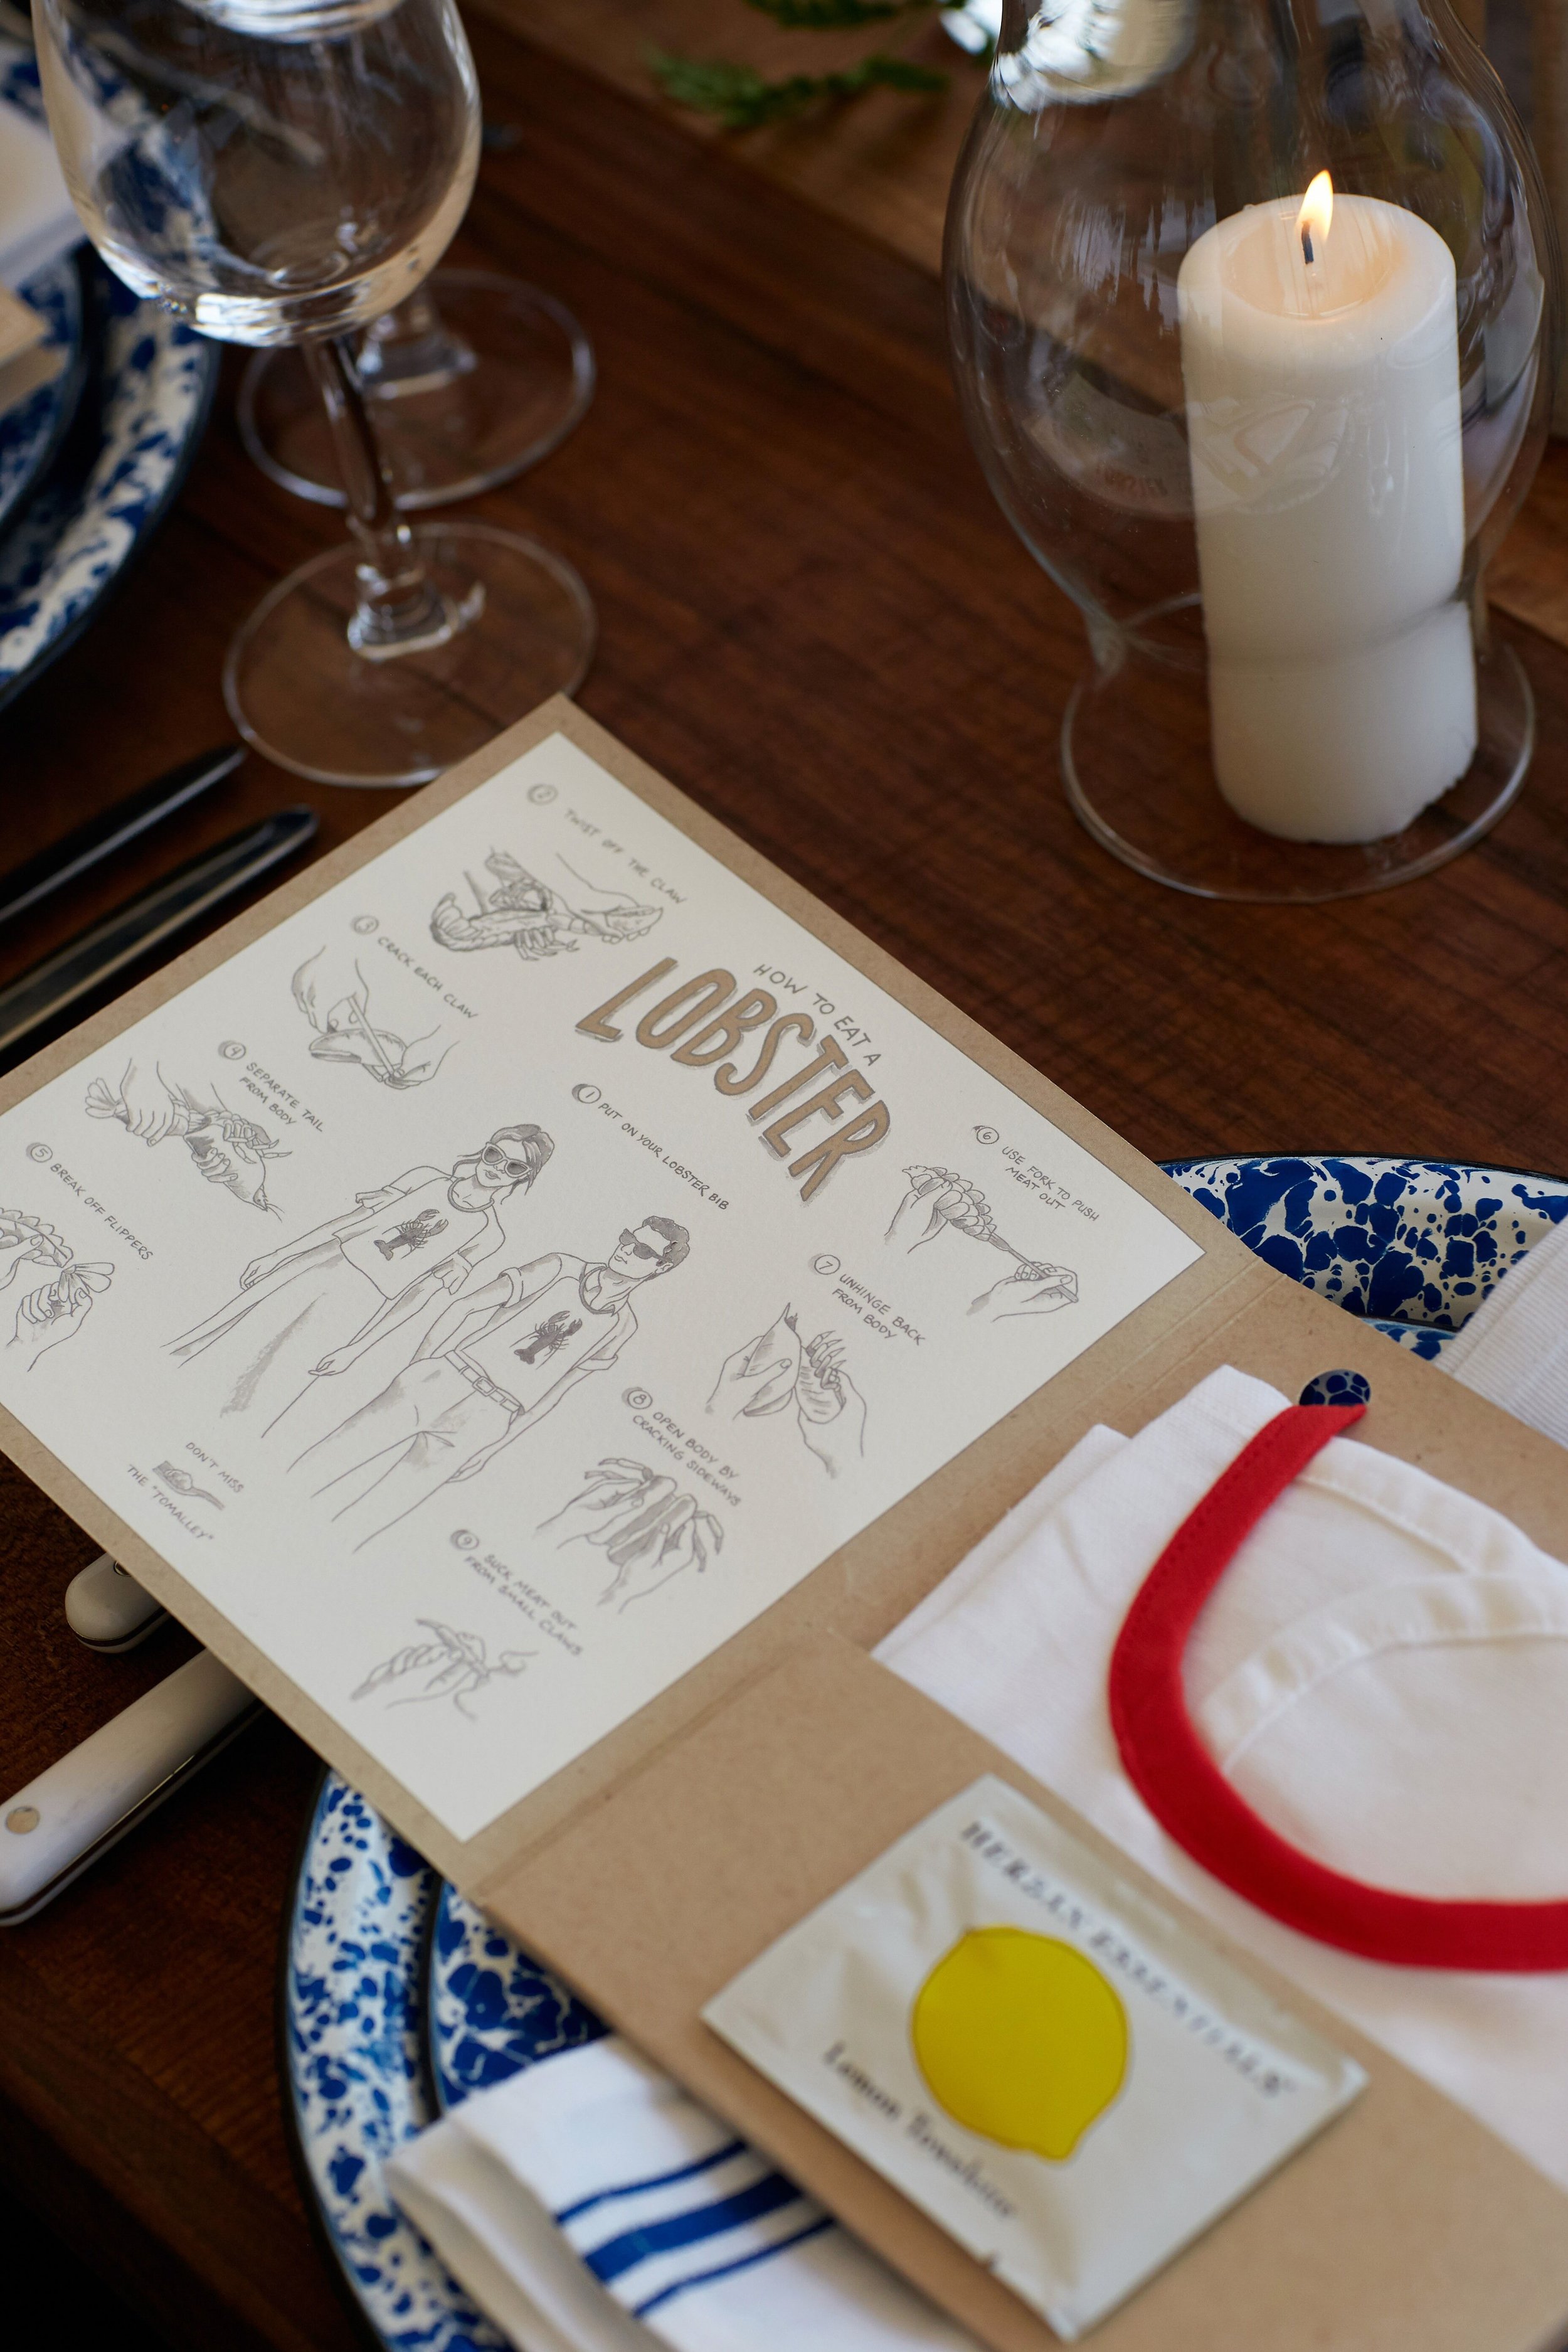 HOW TO EAT A
LOBSTER
① PUT ON YOUR LOBSTER BIB
② TWIST OFF THE CLAW
③ CRACK EACH CLAW
④ SEPARATE TAIL
FROM BODY
⑤ BREAK OFF FLIPPERS
⑥ USE FORK TO PUSH
MEAT OUT
⑦ UNHINGE BACK
FROM BODY
⑧ OPEN BODY BY
CRACKING SIDEWAYS
⑨ SUCK MEAT OUT
FROM SMALL CLAWS
DON'T MISS
THE "TOMALLEY"
HERBAN ESSENTIALS
Lemon Towelette